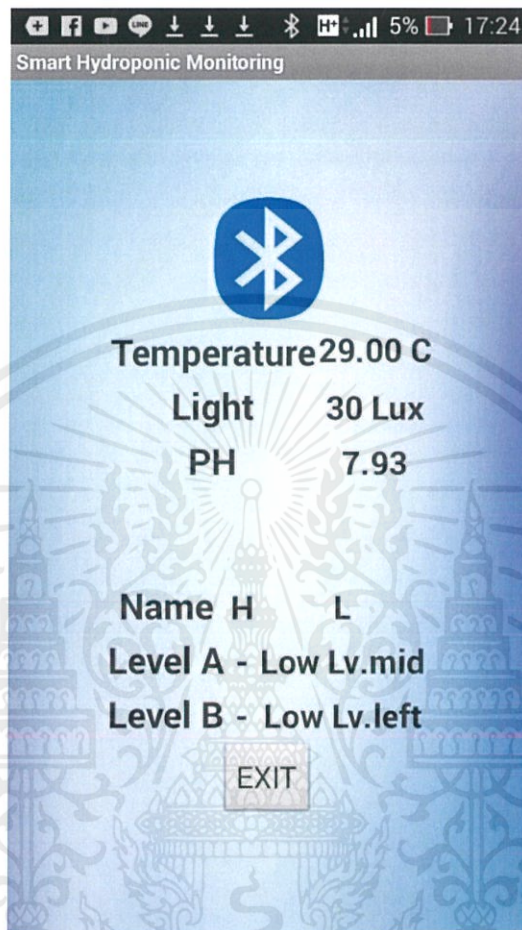 LINE H+ 5% 17:24
Smart Hydroponic Monitoring
Temperature 29.00 C
Light 30 Lux
PH 7.93
Name H L
Level A - Low Lv.mid
Level B - Low Lv.left
EXIT